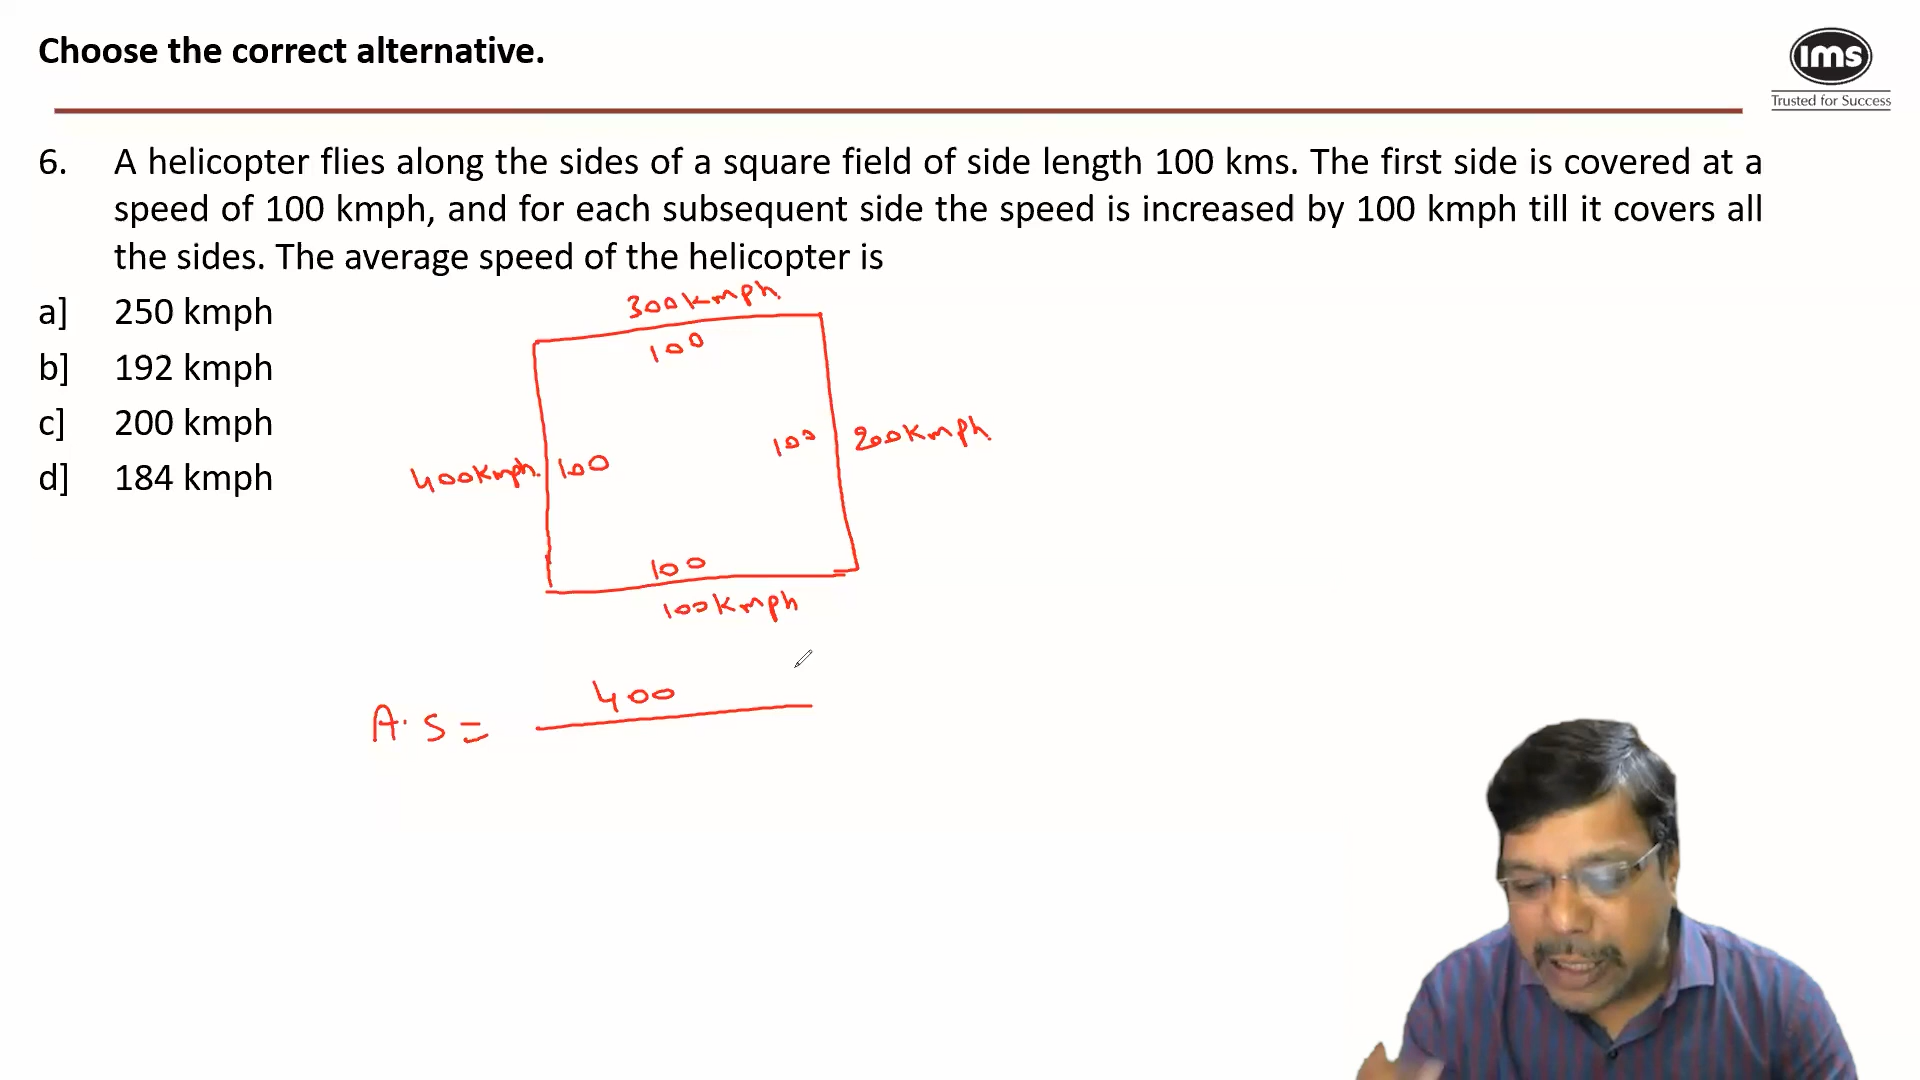 Choose the correct alternative.
ims
Trusted for Success
6. A helicopter flies along the sides of a square field of side length 100 kms. The first side is covered at a
speed of 100 kmph, and for each subsequent side the speed is increased by 100 kmph till it covers all
the sides. The average speed of the helicopter is
a] 250 kmph
b] 192 kmph
c] 200 kmph
d] 184 kmph
300kmph
100
100 200kmph
400kmph. 100
100
100kmph
400
A.S =